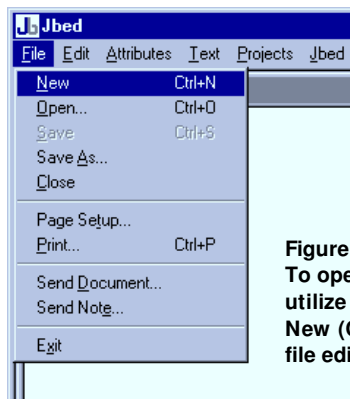 Jbed
File Edit Attributes Text Projects Jbed
New Ctrl+N
Open... Ctrl+O
Save Ctrl+S
Save As...
Close
Page Setup...
Print... Ctrl+P
Send Document...
Send Note...
Exit
Figure
To ope
utilize
New (C
file edi